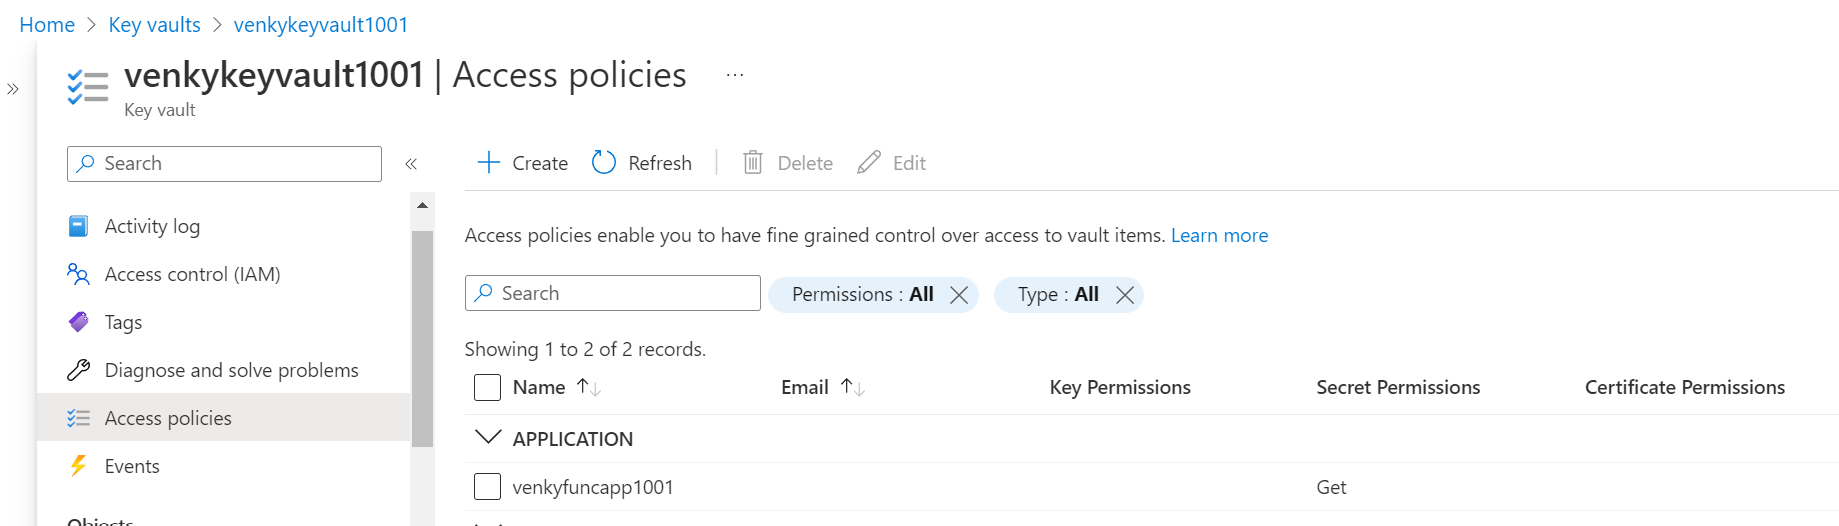 Home > Key vaults > venkykeyvault1001
venkykeyvault1001 | Access policies ...
Key vault
Search
Activity log
Access control (IAM)
Tags
Diagnose and solve problems
Access policies
Events
Objects
Create Refresh Delete Edit
Access policies enable you to have fine grained control over access to vault items. Learn more
Search Permissions : All Type : All
Showing 1 to 2 of 2 records.
Name Email Key Permissions Secret Permissions Certificate Permissions
APPLICATION
venkyfuncapp1001 Get